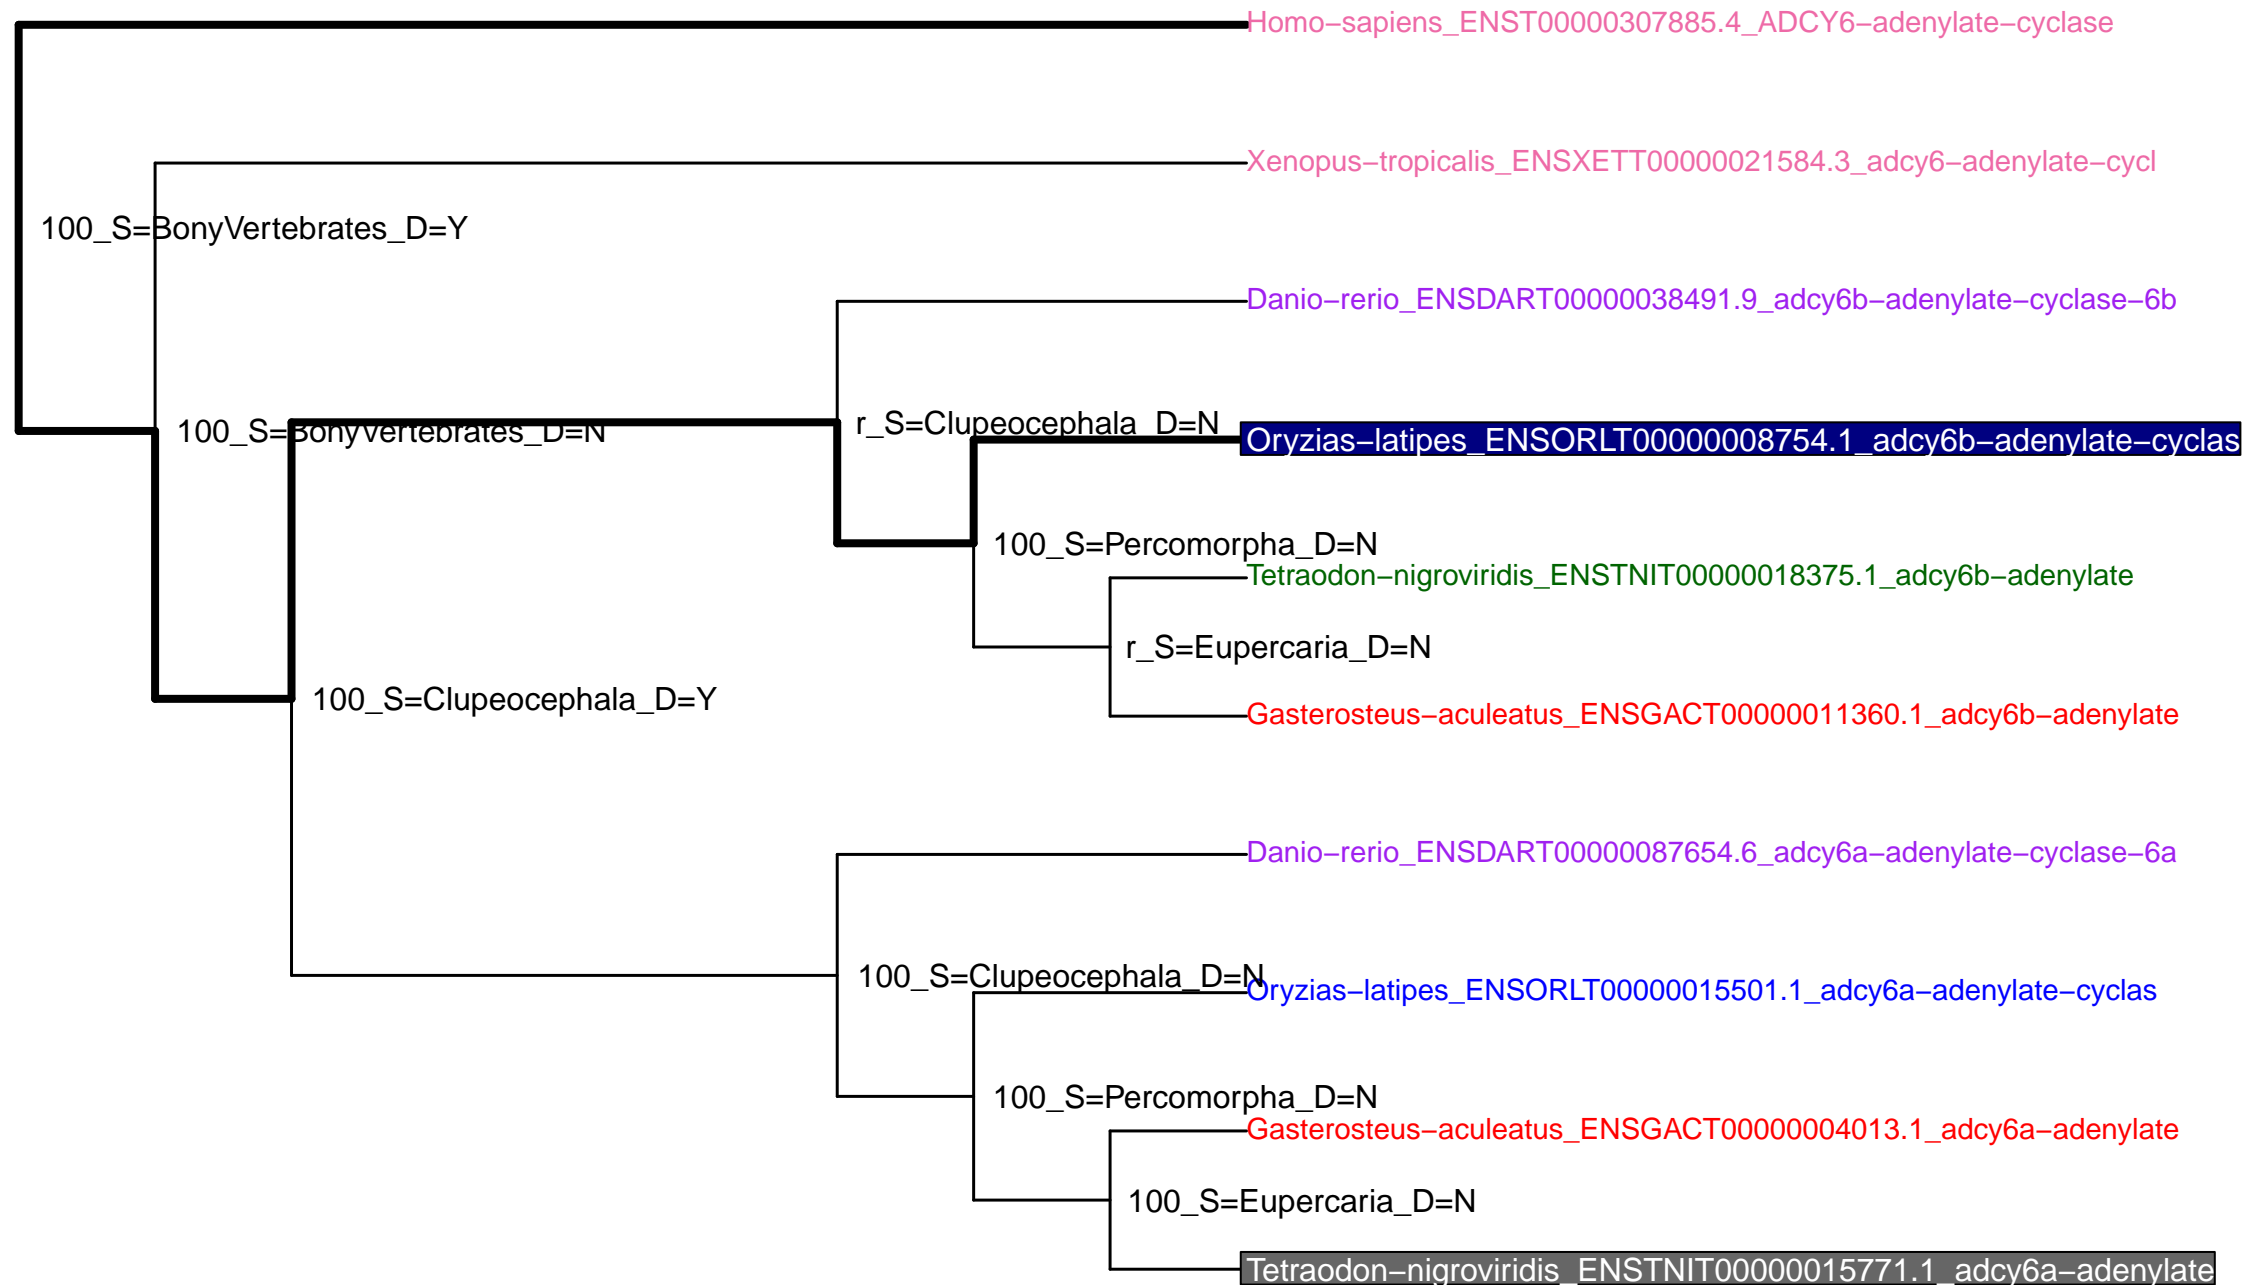 Homo−sapiens_ENST00000307885.4_ADCY6−adenylate−cyclase
Xenopus−tropicalis_ENSXETT00000021584.3_adcy6−adenylate−cycl
100_S=BonyVertebrates_D=Y
Danio−rerio_ENSDART00000038491.9_adcy6b−adenylate−cyclase−6b
r_S=Clupeocephala_D=N
100_S=BonyVertebrates_D=N
Oryzias−latipes_ENSORLT00000008754.1_adcy6b−adenylate−cyclas
100_S=Percomorpha_D=N
Tetraodon−nigroviridis_ENSTNIT00000018375.1_adcy6b−adenylate
r_S=Eupercaria_D=N
100_S=Clupeocephala_D=Y
Gasterosteus−aculeatus_ENSGACT00000011360.1_adcy6b−adenylate
Danio−rerio_ENSDART00000087654.6_adcy6a−adenylate−cyclase−6a
100_S=Clupeocephala_D=N
Oryzias−latipes_ENSORLT00000015501.1_adcy6a−adenylate−cyclas
100_S=Percomorpha_D=N
Gasterosteus−aculeatus_ENSGACT00000004013.1_adcy6a−adenylate
100_S=Eupercaria_D=N
Tetraodon−nigroviridis_ENSTNIT00000015771.1_adcy6a−adenylate